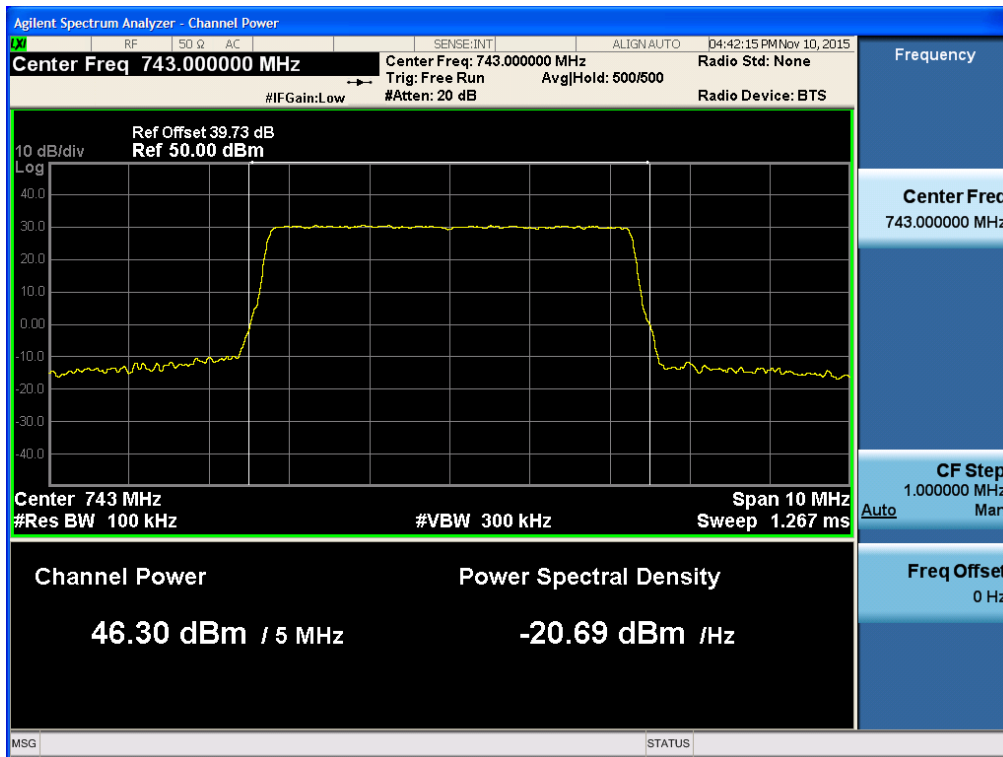 Agilent Spectrum Analyzer - Channel Power
LXI RF 50 Ω AC SENSE:INT ALIGN AUTO 04:42:15 PM Nov 10, 2015
Center Freq 743.000000 MHz
Center Freq: 743.000000 MHz
Radio Std: None
Trig: Free Run Avg|Hold: 500/500
#IFGain:Low
#Atten: 20 dB
Radio Device: BTS
Ref Offset 39.73 dB
10 dB/div Ref 50.00 dBm
Log
40.0
30.0
20.0
10.0
0.00
-10.0
-20.0
-30.0
-40.0
Center 743 MHz Span 10 MHz
#Res BW 100 kHz #VBW 300 kHz Sweep 1.267 ms
Channel Power Power Spectral Density
46.30 dBm / 5 MHz -20.69 dBm /Hz
MSG STATUS
Frequency
Center Freq
743.000000 MHz
CF Step
1.000000 MHz
Auto Man
Freq Offset
0 Hz